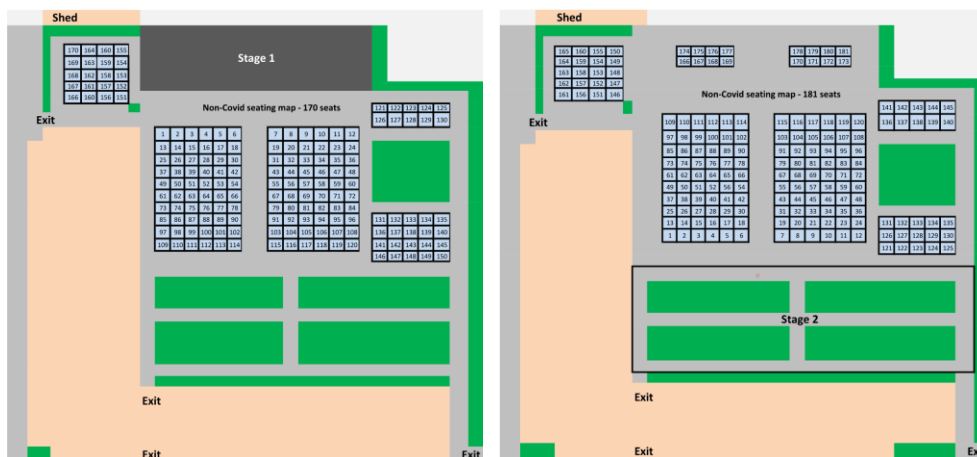 Shed
170 164 160 155
169 163 159 154
168 162 158 153
167 161 157 152
166 160 156 151
Stage 1
Non-Covid seating map - 170 seats
Exit
121 122 123 124 125
126 127 128 129 130
1 2 3 4 5 6 7 8 9 10 11 12
13 14 15 16 17 18 19 20 21 22 23 24
25 26 27 28 29 30 31 32 33 34 35 36
37 38 39 40 41 42 43 44 45 46 47 48
49 50 51 52 53 54 55 56 57 58 59 60
61 62 63 64 65 66 67 68 69 70 71 72
73 74 75 76 77 78 79 80 81 82 83 84
85 86 87 88 89 90 91 92 93 94 95 96
97 98 99 100 101 102 103 104 105 106 107 108
109 110 111 112 113 114 115 116 117 118 119 120
131 132 133 134 135
136 137 138 139 140
141 142 143 144 145
146 147 148 149 150
Exit
Exit
Exit
Shed
165 160 155 150
164 159 154 149
163 158 153 148
162 157 152 147
161 156 151 146
174 175 176 177
166 167 168 169
178 179 180 181
170 171 172 173
Non-Covid seating map - 181 seats
Exit
141 142 143 144 145
136 137 138 139 140
109 110 111 112 113 114 115 116 117 118 119 120
97 98 99 100 101 102 103 104 105 106 107 108
85 86 87 88 89 90 91 92 93 94 95 96
73 74 75 76 77 78 79 80 81 82 83 84
61 62 63 64 65 66 67 68 69 70 71 72
49 50 51 52 53 54 55 56 57 58 59 60
37 38 39 40 41 42 43 44 45 46 47 48
25 26 27 28 29 30 31 32 33 34 35 36
13 14 15 16 17 18 19 20 21 22 23 24
1 2 3 4 5 6 7 8 9 10 11 12
131 132 133 134 135
126 127 128 129 130
121 122 123 124 125
Stage 2
Exit
Exit